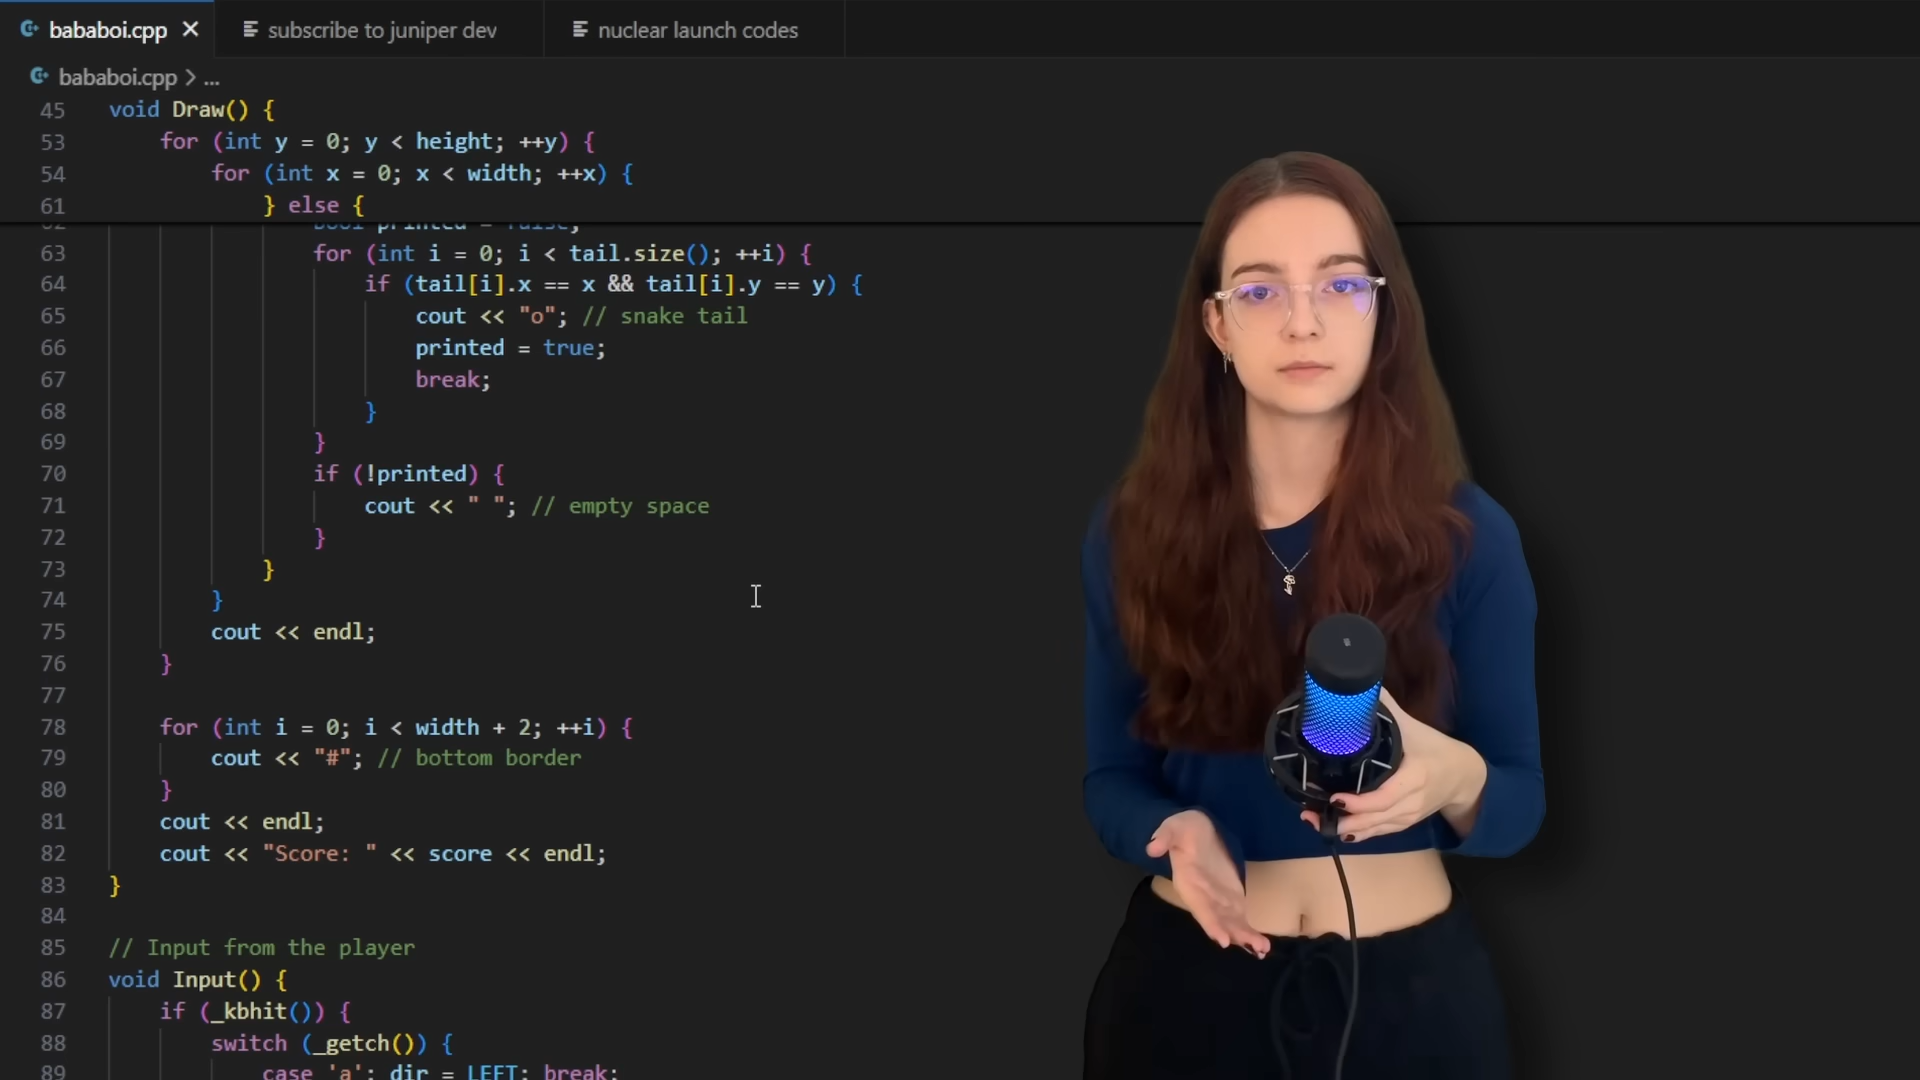 bababoi.cpp
subscribe to juniper dev
nuclear launch codes
bababoi.cpp > ...
45 void Draw() {
53 for (int y = 0; y < height; ++y) {
54 for (int x = 0; x < width; ++x) {
61 } else {
62 bool printed = false;
63 for (int i = 0; i < tail.size(); ++i) {
64 if (tail[i].x == x && tail[i].y == y) {
65 cout << "o"; // snake tail
66 printed = true;
67 break;
68 }
69 }
70 if (!printed) {
71 cout << " "; // empty space
72 }
73 }
74 }
75 cout << endl;
76 }
77
78 for (int i = 0; i < width + 2; ++i) {
79 cout << "#"; // bottom border
80 }
81 cout << endl;
82 cout << "Score: " << score << endl;
83 }
84
85 // Input from the player
86 void Input() {
87 if (_kbhit()) {
88 switch (_getch()) {
89 case 'a': dir = LEFT; break;